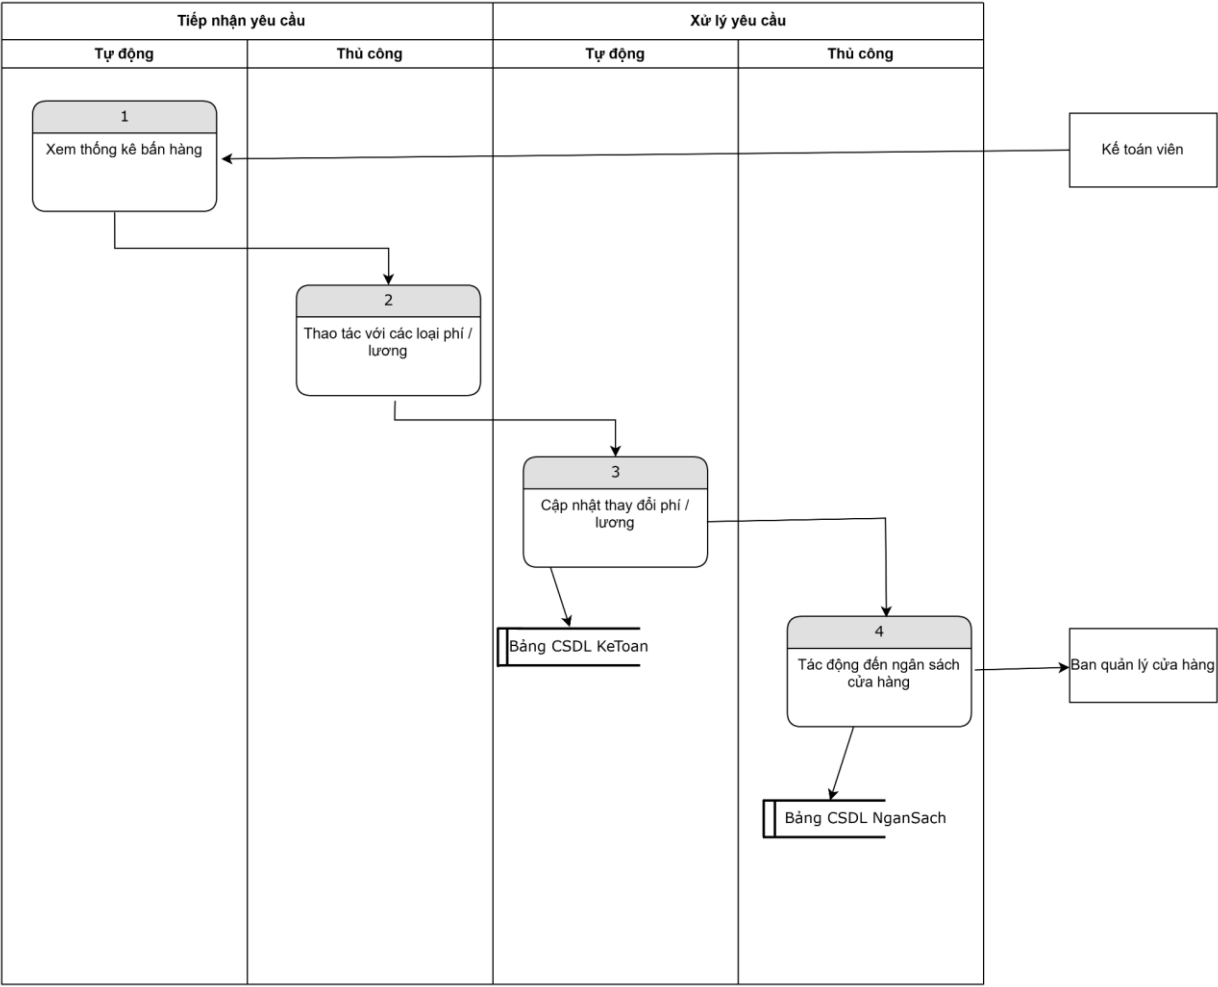 Tiếp nhận yêu cầu
Xử lý yêu cầu
Tự động
Thủ công
Tự động
Thủ công
1
Xem thống kê bấn hàng
Kế toán viên
2
Thao tác với các loại phí /
lương
3
Cập nhật thay đổi phí /
lương
Bảng CSDL KeToan
4
Tác động đến ngân sách
cửa hàng
Ban quản lý cửa hàng
Bảng CSDL NganSach